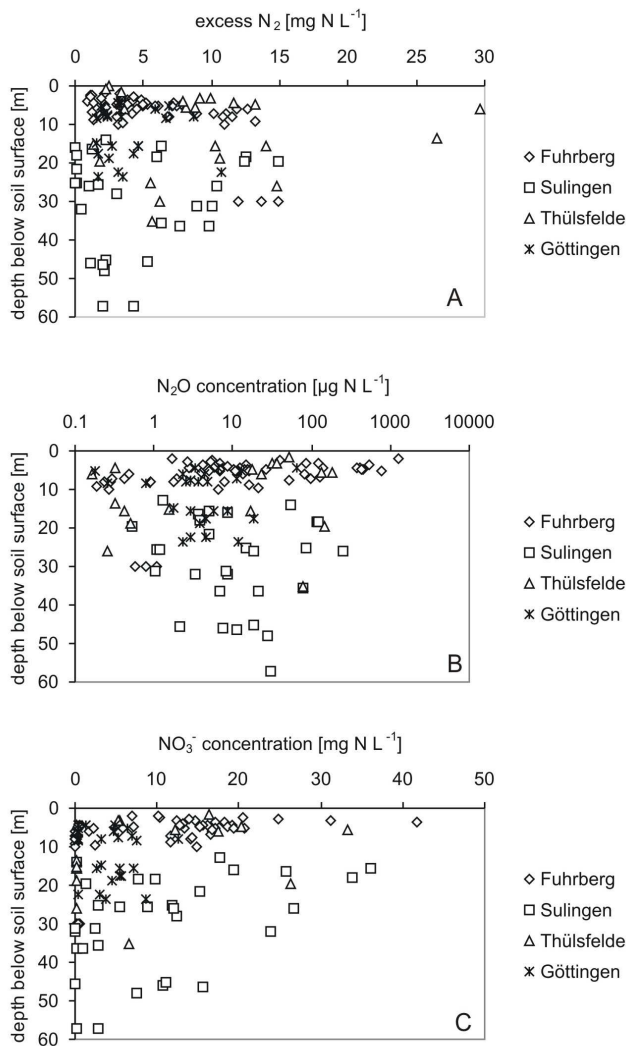 excess N₂ [mg N L⁻¹]
0 5 10 15 20 25 30
depth below soil surface [m]
0
10
20
30
40
50
60
Fuhrberg
Sulingen
Thülsfelde
Göttingen
A
N₂O concentration [µg N L⁻¹]
0.1 1 10 100 1000 10000
depth below soil surface [m]
0
10
20
30
40
50
60
Fuhrberg
Sulingen
Thülsfelde
Göttingen
B
NO₃⁻ concentration [mg N L⁻¹]
0 10 20 30 40 50
depth below soil surface [m]
0
10
20
30
40
50
60
Fuhrberg
Sulingen
Thülsfelde
Göttingen
C